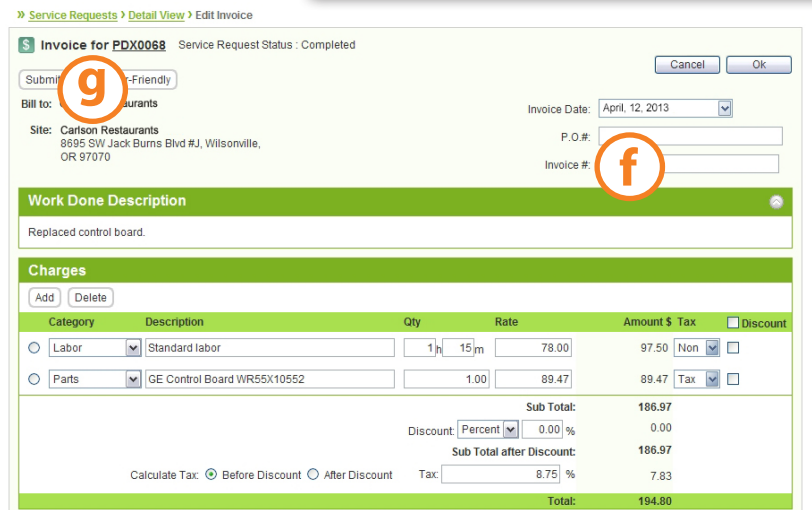 » Service Requests › Detail View › Edit Invoice
$ Invoice for PDX0068 Service Request Status : Completed
Cancel Ok
g
-Friendly
Bill to:
Invoice Date: April, 12, 2013
Site: Carlson Restaurants
8695 SW Jack Burns Blvd #J, Wilsonville,
OR 97070
P.O.#:
Invoice #:
f
Work Done Description
Replaced control board.
Charges
Add Delete
Category Description Qty Rate Amount $ Tax Discount
Labor Standard labor 1 h 15 m 78.00 97.50 Non
Parts GE Control Board WR55X10552 1.00 89.47 89.47 Tax
Sub Total: 186.97
Discount: Percent 0.00 % 0.00
Sub Total after Discount: 186.97
Calculate Tax: Before Discount After Discount Tax: 8.75 % 7.83
Total: 194.80